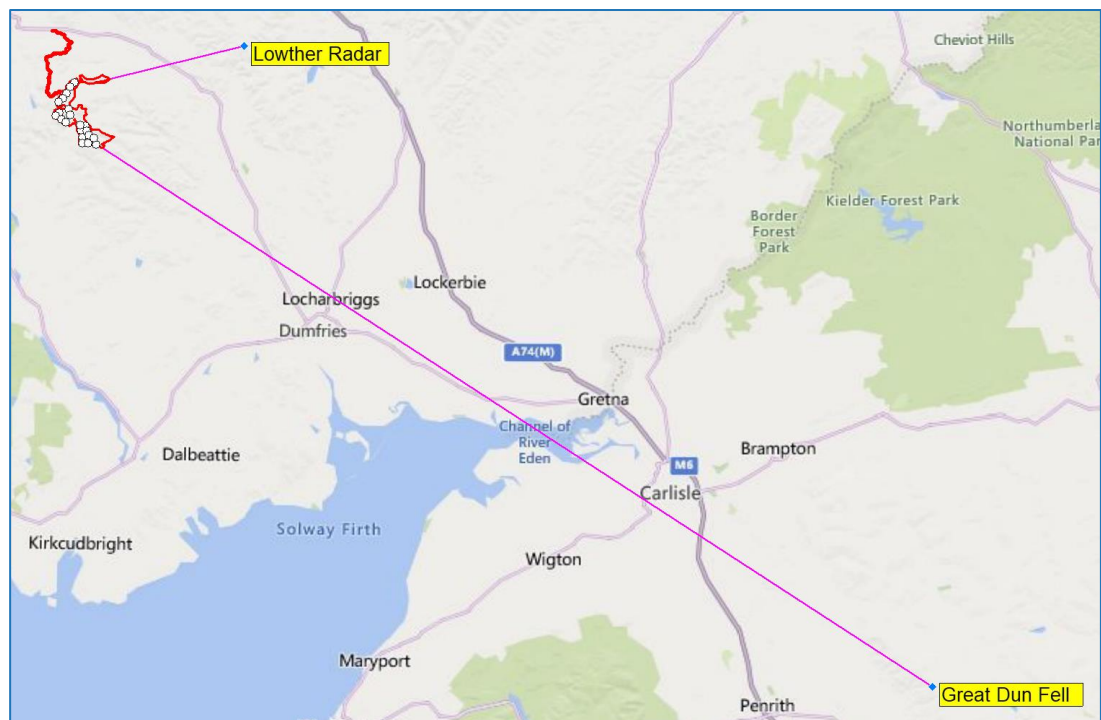 Cheviot Hills
Lowther Radar
Northumberla
National Par
Kielder Forest Park
Border
Forest
Park
Lockerbie
Locharbriggs
Dumfries
A74(M)
Gretna
Channel of
River
Eden
Brampton
Dalbeattie
M6
Carlisle
Solway Firth
Kirkcudbright
Wigton
Maryport
Great Dun Fell
Penrith